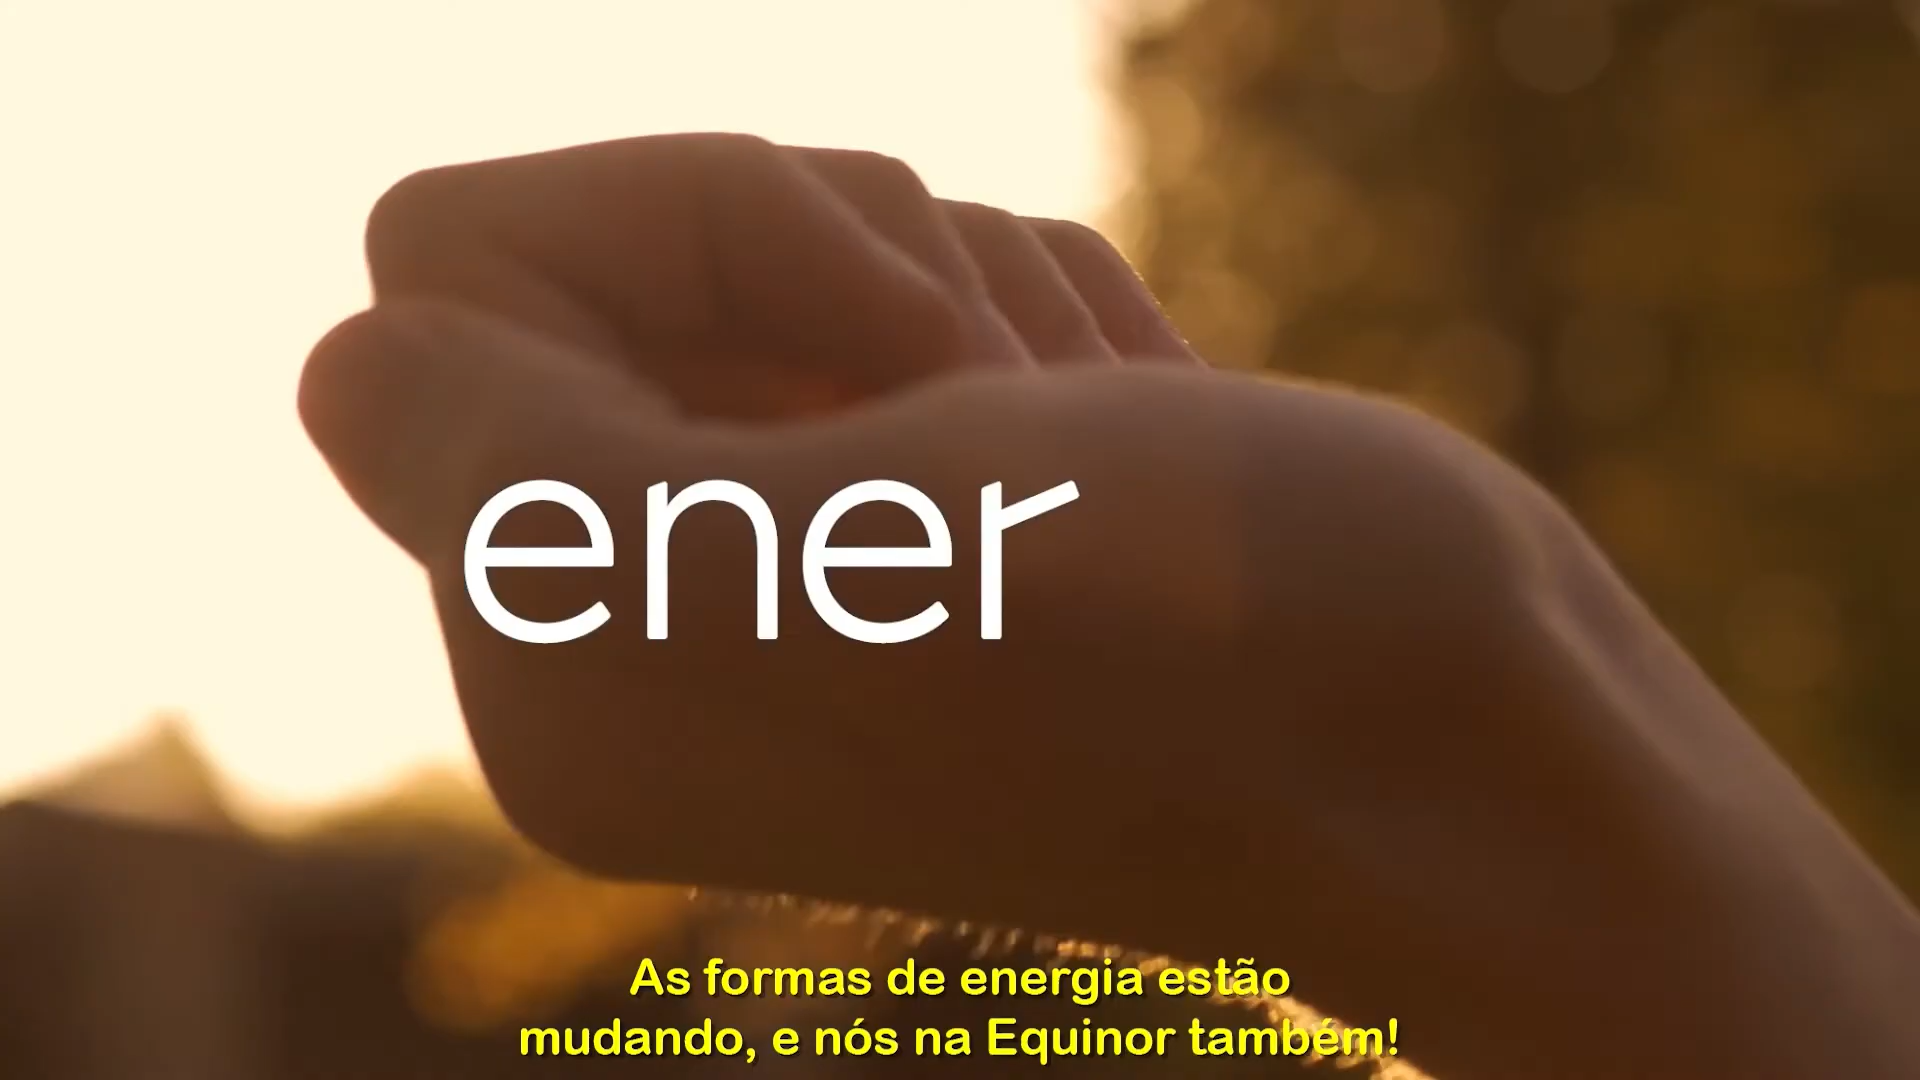 ener
As formas de energia estão
mudando, e nós na Equinor também!